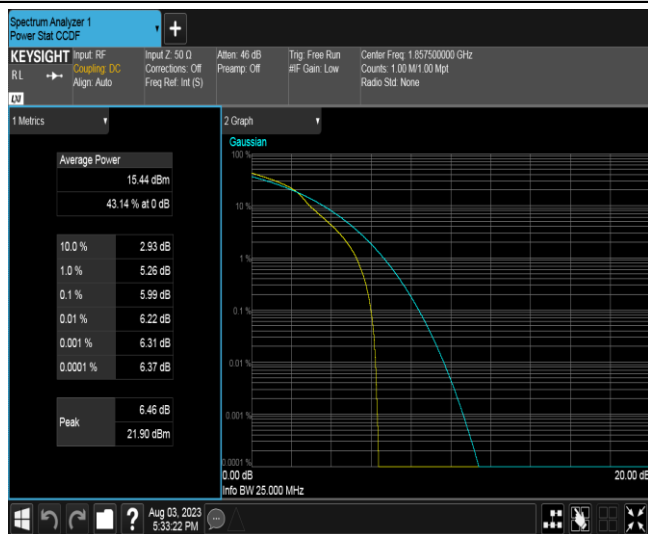 Spectrum Analyzer 1
Power Stat CCDF
+
KEYSIGHT
RL
LXI
Input: RF
Coupling: DC
Align: Auto
Input Z: 50 Ω
Corrections: Off
Freq Ref: Int (S)
Atten: 46 dB
Preamp: Off
Trig: Free Run
#IF Gain: Low
Center Freq: 1.857500000 GHz
Counts: 1.00 M/1.00 Mpt
Radio Std: None
1 Metrics
Average Power
15.44 dBm
43.14 % at 0 dB
10.0 % 2.93 dB
1.0 % 5.26 dB
0.1 % 5.99 dB
0.01 % 6.22 dB
0.001 % 6.31 dB
0.0001 % 6.37 dB
Peak
6.46 dB
21.90 dBm
2 Graph
Gaussian
100 %
10 %
1 %
0.1 %
0.01 %
0.001 %
0.0001 %
0.00 dB 20.00 dB
Info BW 25.000 MHz
?
Aug 03, 2023
5:33:22 PM